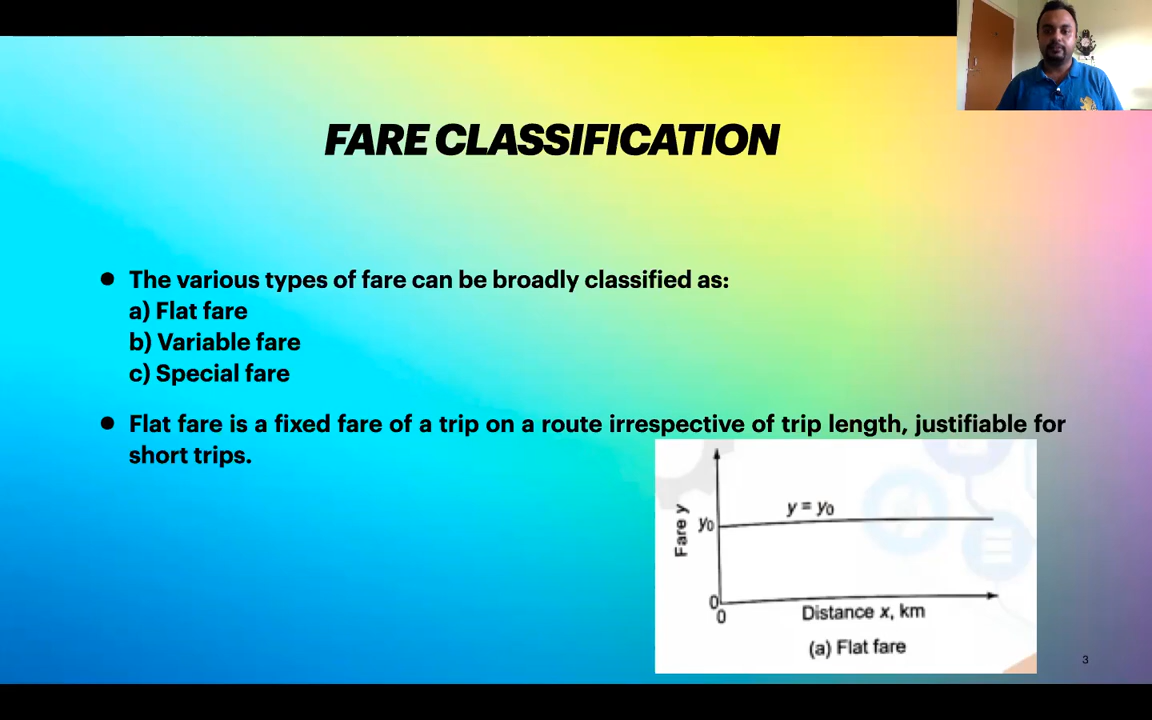 FARE CLASSIFICATION
● The various types of fare can be broadly classified as:
a) Flat fare
b) Variable fare
c) Special fare
● Flat fare is a fixed fare of a trip on a route irrespective of trip length, justifiable for
short trips.
y = y0
Fare y
y0
0
0
Distance x, km
(a) Flat fare
3